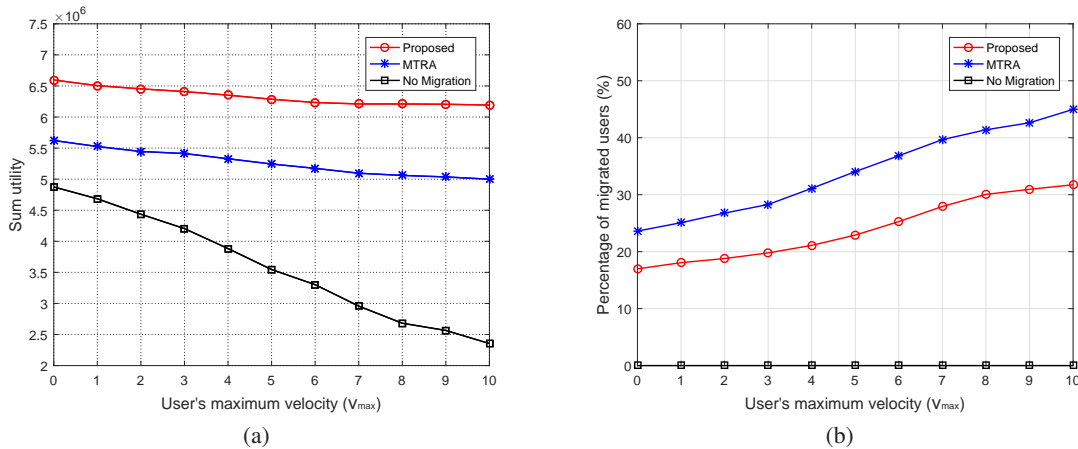 ×10⁶
7.5
7
6.5
6
5.5
5
4.5
4
3.5
3
2.5
2
Sum utility
Proposed
MTRA
No Migration
0 1 2 3 4 5 6 7 8 9 10
User's maximum velocity (vmax)
(a)
60
50
40
30
20
10
0
Percentage of migrated users (%)
Proposed
MTRA
No Migration
0 1 2 3 4 5 6 7 8 9 10
User's maximum velocity (vmax)
(b)